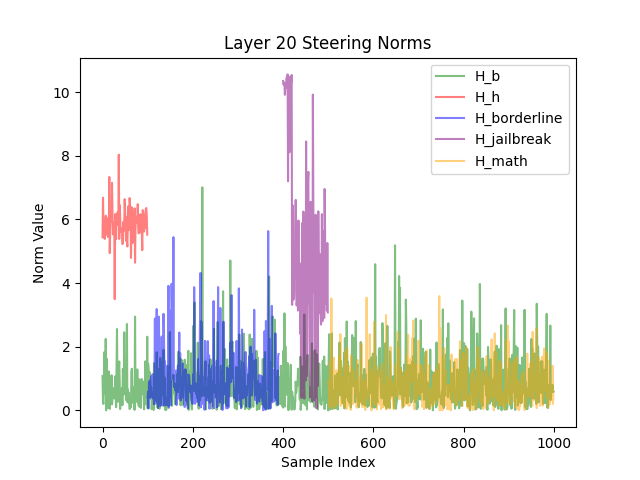 Layer 20 Steering Norms
Norm Value
10
8
6
4
2
0
H_b
H_h
H_borderline
H_jailbreak
H_math
0
200
400
600
800
1000
Sample Index